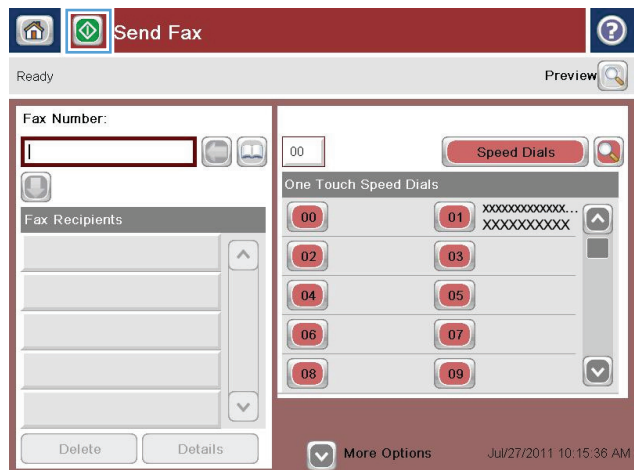 Send Fax
?
Ready
Preview
Fax Number:
00
Speed Dials
One Touch Speed Dials
Fax Recipients
00
01
XXXXXXXXXXXXX...
XXXXXXXXXX
02
03
04
05
06
07
08
09
Delete
Details
More Options
Jul/27/2011 10:15:36 AM